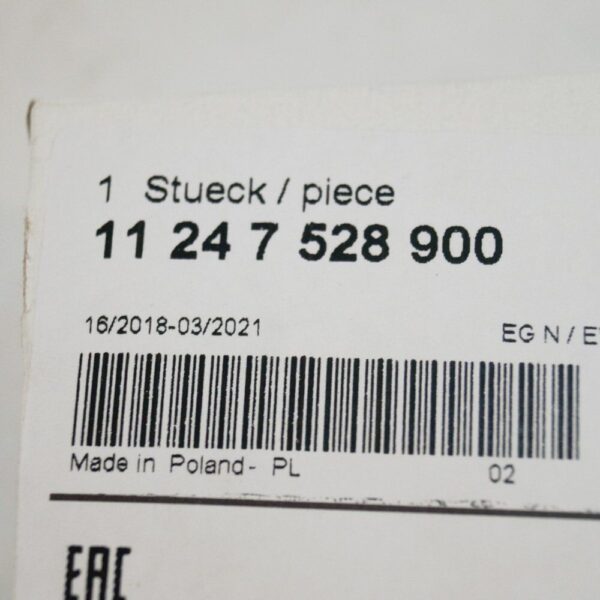 1 Stueck / piece
11 24 7 528 900
16/2018-03/2021
EG N / E
Made in Poland- PL
02
EAC